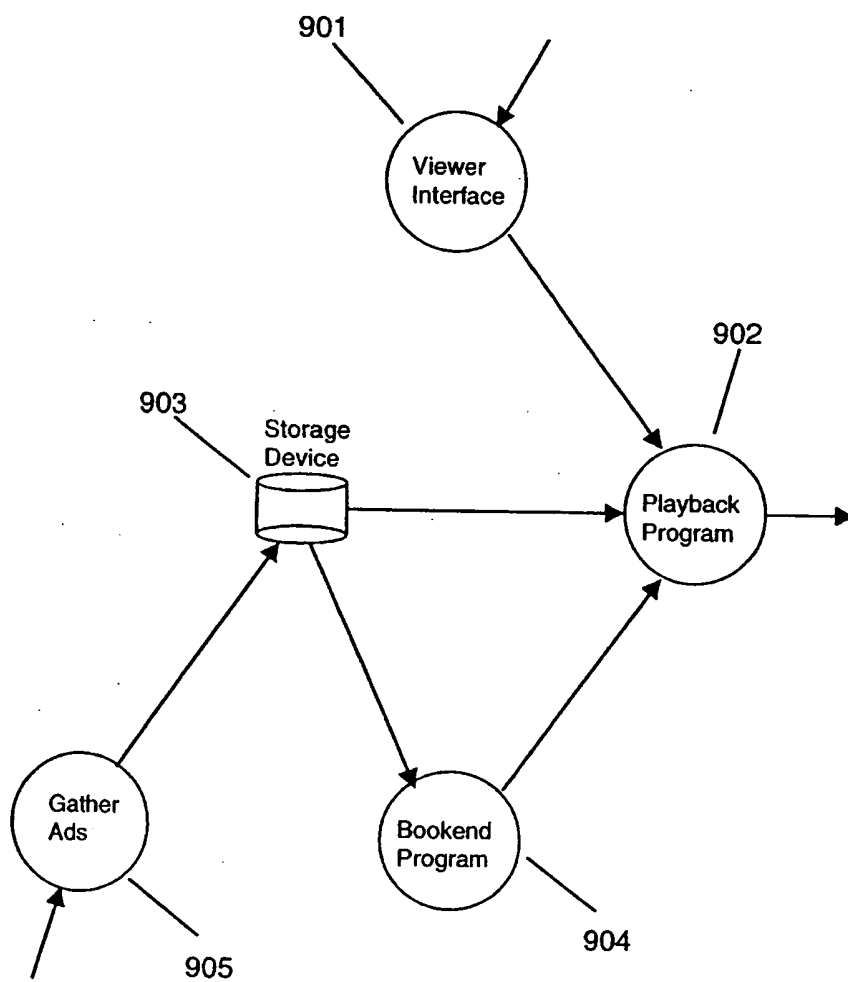 901
Viewer
Interface
902
903
Storage
Device
Playback
Program
Gather
Ads
Bookend
Program
904
905